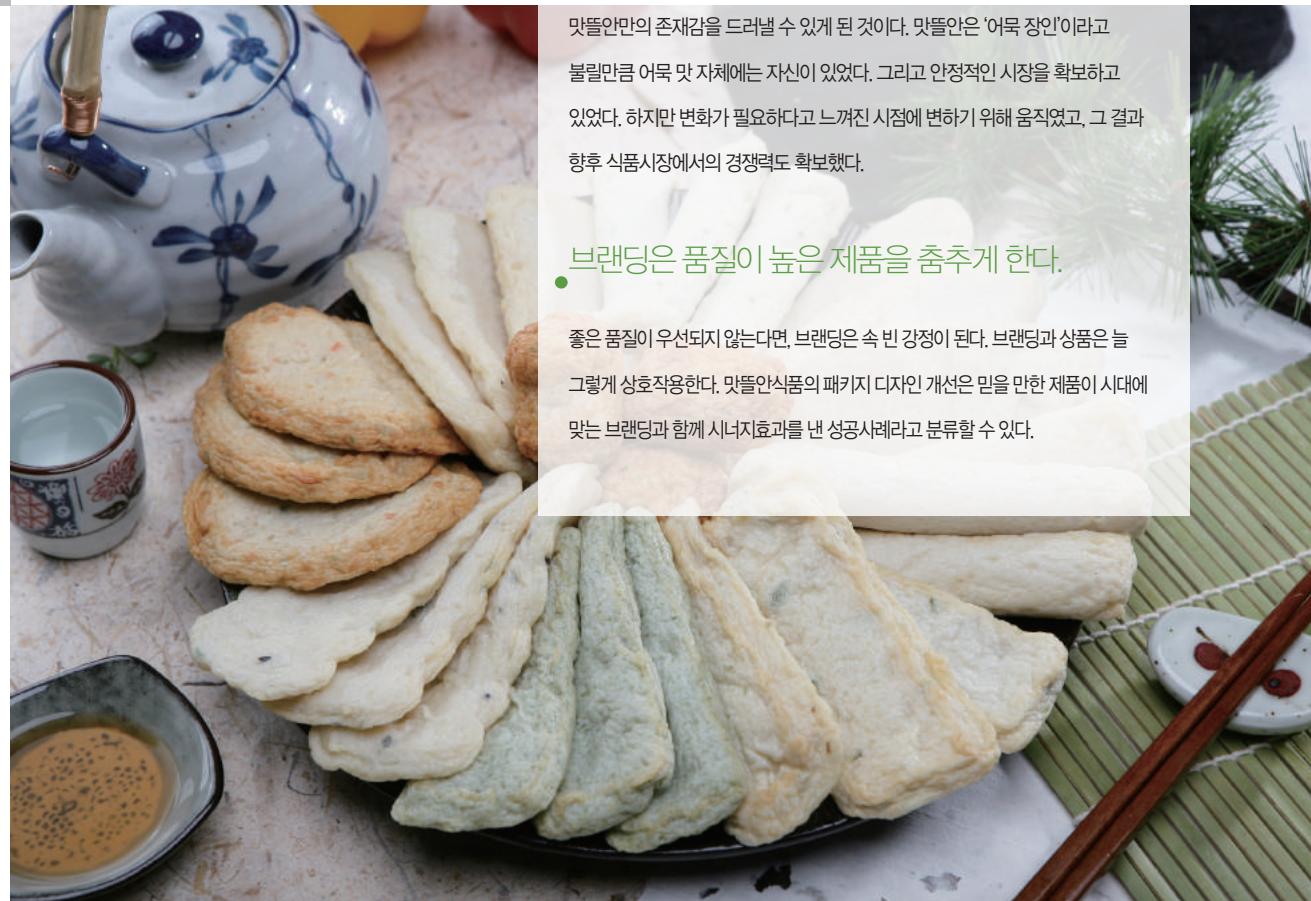 맛뜰안만의 존재감을 드러낼 수 있게 된 것이다. 맛뜰안은 ‘어묵 장인’이라고
불릴만큼 어묵 맛 자체에는 자신이 있었다. 그리고 안정적인 시장을 확보하고
있었다. 하지만 변화가 필요하다고 느껴진 시점에 변하기 위해 움직였고, 그 결과
향후 식품시장에서의 경쟁력도 확보했다.
브랜딩은 품질이 높은 제품을 춤추게 한다.
좋은 품질이 우선되지 않는다면, 브랜딩은 속 빈 강정이 된다. 브랜딩과 상품은 늘
그렇게 상호작용한다. 맛뜰안식품의 패키지 디자인 개선은 믿을 만한 제품이 시대에
맞는 브랜딩과 함께 시너지효과를 낸 성공사례라고 분류할 수 있다.